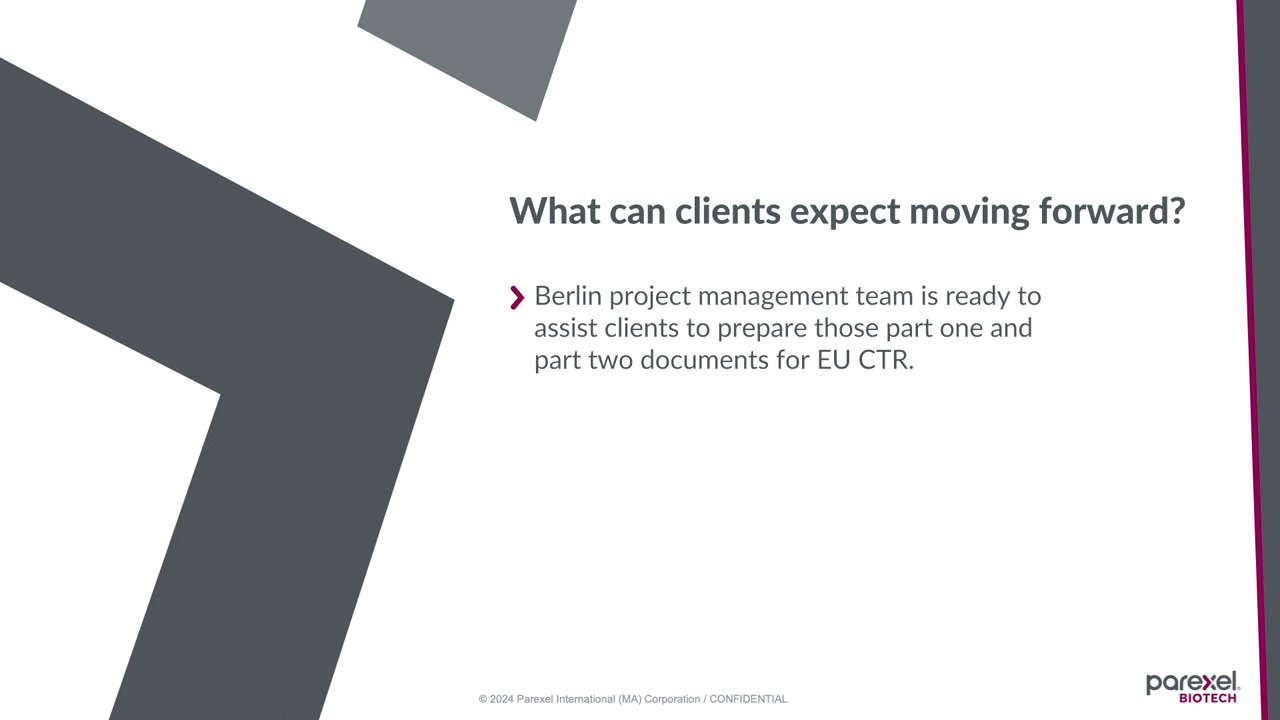 What can clients expect moving forward?
Berlin project management team is ready to
assist clients to prepare those part one and
part two documents for EU CTR.
© 2024 Parexel International (MA) Corporation / CONFIDENTIAL
parexel.
BIOTECH